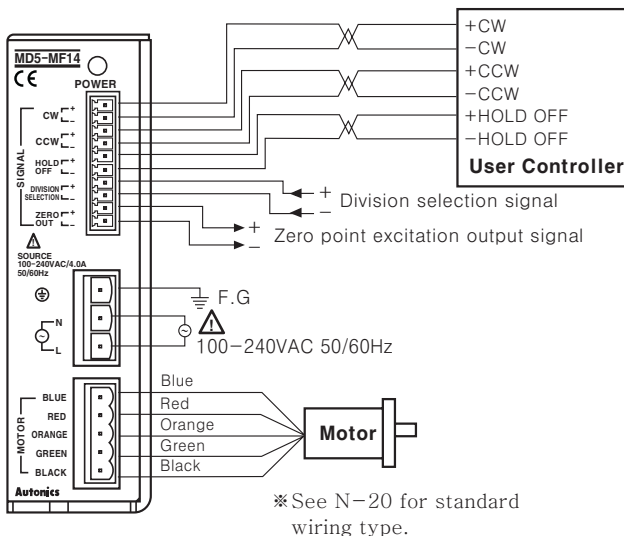 MD5-MF14
CE
POWER
SIGNAL
CW + −
CCW + −
HOLD OFF + −
DIVISION SELECTION + −
ZERO OUT + −
SOURCE
100-240VAC/4.0A
50/60Hz
N
L
MOTOR
BLUE
RED
ORANGE
GREEN
BLACK
Autonics
+CW
−CW
+CCW
−CCW
+HOLD OFF
−HOLD OFF
User Controller
+
− Division selection signal
+
− Zero point excitation output signal
F.G
100−240VAC 50/60Hz
Blue
Red
Orange
Green
Black
Motor
※See N−20 for standard
wiring type.